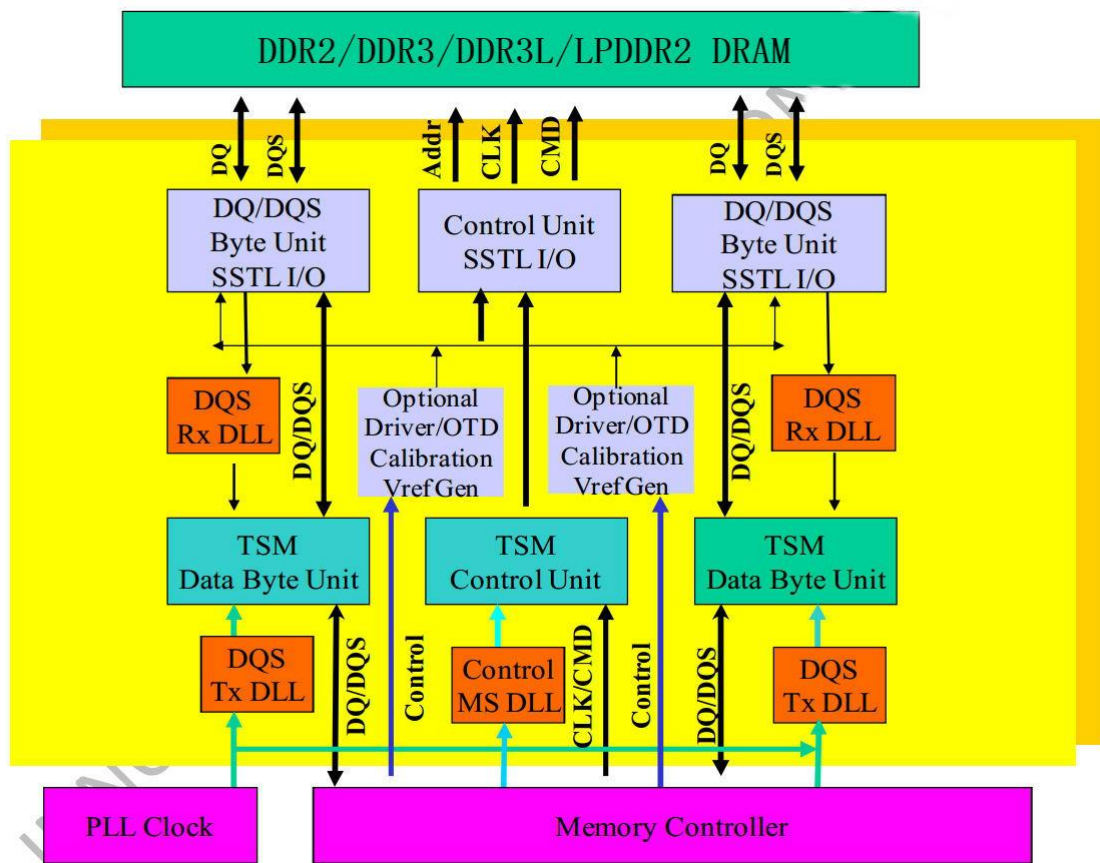 DDR2/DDR3/DDR3L/LPDDR2 DRAM
DQ
DQS
Addr
CLK
CMD
DQ
DQS
DQ/DQS
Byte Unit
SSTL I/O
Control Unit
SSTL I/O
DQ/DQS
Byte Unit
SSTL I/O
DQS
Rx DLL
DQ/DQS
Optional
Driver/OTD
Calibration
Vref Gen
Optional
Driver/OTD
Calibration
Vref Gen
DQ/DQS
DQS
Rx DLL
TSM
Data Byte Unit
TSM
Control Unit
TSM
Data Byte Unit
DQS
Tx DLL
DQ/DQS
Control
Control
MS DLL
CLK/CMD
Control
DQ/DQS
DQS
Tx DLL
PLL Clock
Memory Controller